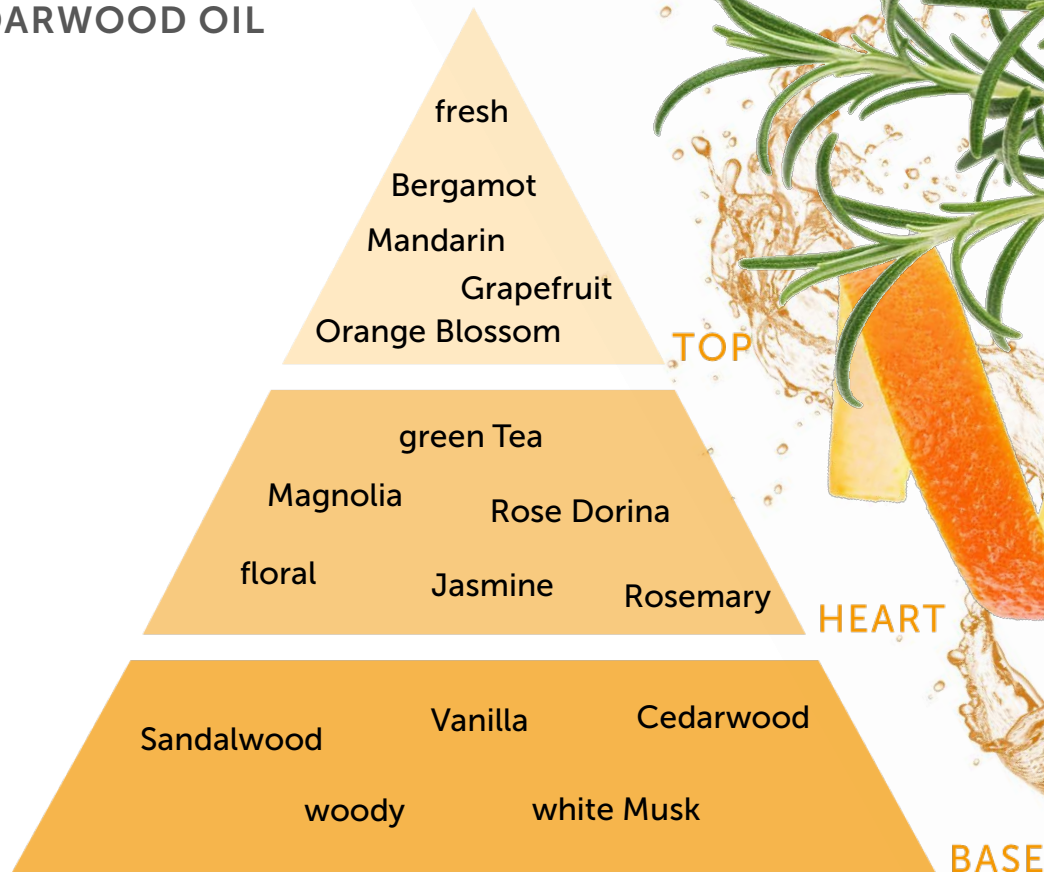 DARWOOD OIL
fresh
Bergamot
Mandarin
Grapefruit
Orange Blossom
TOP
green Tea
Magnolia
Rose Dorina
floral
Jasmine
Rosemary
HEART
Vanilla
Cedarwood
Sandalwood
woody
white Musk
BASE